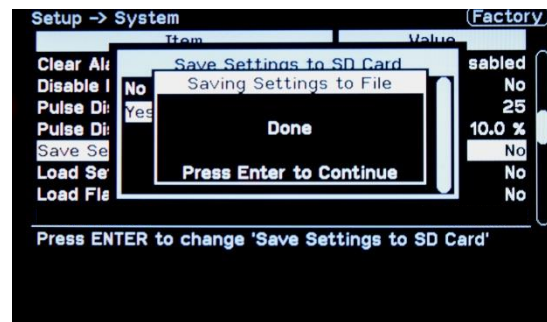 Setup -> System (Factory
Item Value
Clear Ala sabled
Disable No
Pulse Di 25
Pulse Di 10.0 %
Save Se No
Load Se No
Load Fla No
Save Settings to SD Card
No
Yes
Saving Settings to File
Done
Press Enter to Continue
Press ENTER to change 'Save Settings to SD Card'